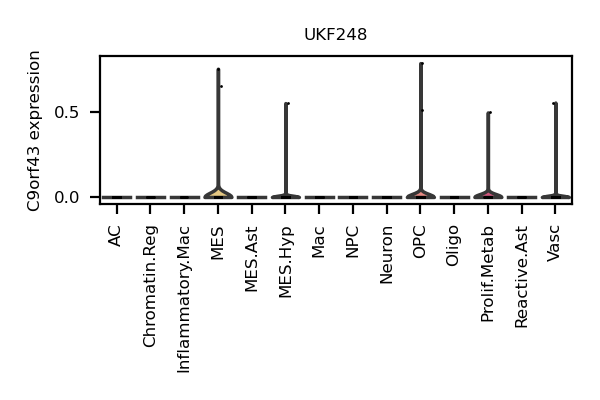 UKF248
C9orf43 expression
0.5
0.0
AC
Chromatin.Reg
Inflammatory.Mac
MES
MES.Ast
MES.Hyp
Mac
NPC
Neuron
OPC
Oligo
Prolif.Metab
Reactive.Ast
Vasc